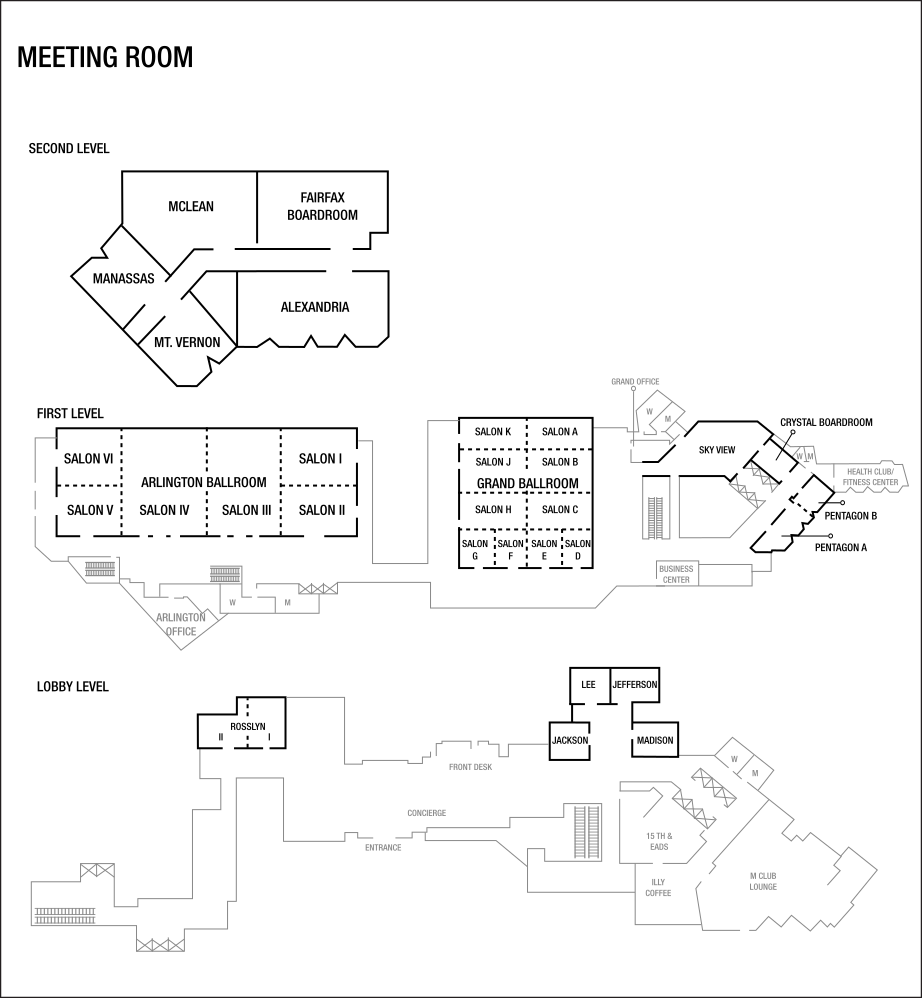 MEETING ROOM
SECOND LEVEL
MCLEAN
FAIRFAX
BOARDROOM
MANASSAS
ALEXANDRIA
MT. VERNON
FIRST LEVEL
SALON VI
SALON I
ARLINGTON BALLROOM
SALON V
SALON IV
SALON III
SALON II
ARLINGTON
OFFICE
W
M
SALON K
SALON A
SALON J
SALON B
GRAND BALLROOM
SALON H
SALON C
SALON
G
SALON
F
SALON
E
SALON
D
GRAND OFFICE
W
M
SKY VIEW
CRYSTAL BOARDROOM
W M
HEALTH CLUB/
FITNESS CENTER
PENTAGON B
PENTAGON A
BUSINESS
CENTER
LOBBY LEVEL
ROSSLYN
II
I
LEE
JEFFERSON
JACKSON
MADISON
FRONT DESK
W
M
CONCIERGE
ENTRANCE
15 TH &
EADS
ILLY
COFFEE
M CLUB
LOUNGE